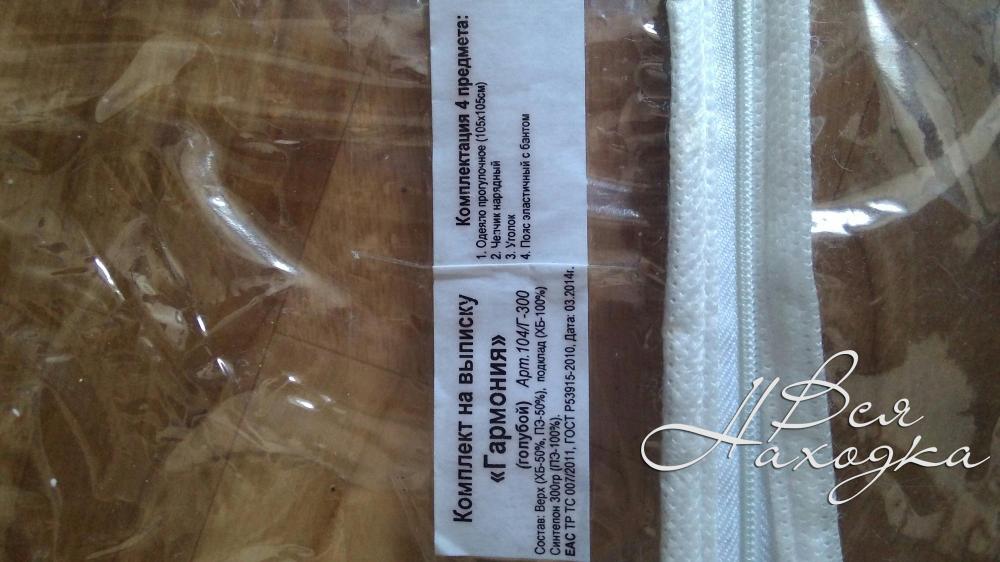 Комплект на выписку
«Гармония»
(голубой) Арт.104/Г-300
Состав: Верх (ХБ-50%, ПЭ-50%), подклад (ХБ-100%)
Синтепон 300гр (ПЭ-100%).
ЕАС ТР ТС 007/2011, ГОСТ Р53915-2010, Дата: 03.2014г.
Комплектация 4 предмета:
1. Одеяло прогулочное (105х105см)
2. Чепчик нарядный
3. Уголок
4. Пояс эластичный с бантом
Вся
Находка